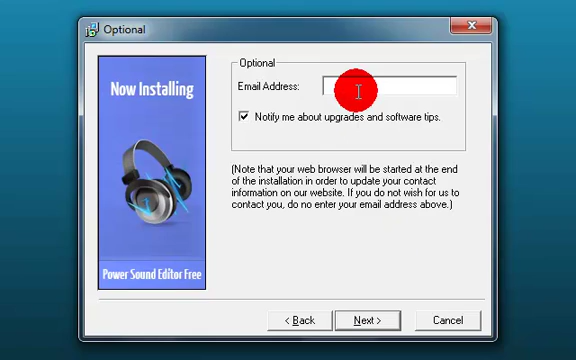 Optional
Now Installing
Power Sound Editor Free
Optional
Email Address:
Notify me about upgrades and software tips.
(Note that your web browser will be started at the end
of the installation in order to update your contact
information on our website. If you do not wish for us to
contact you, do no enter your email address above.)
< Back
Next >
Cancel